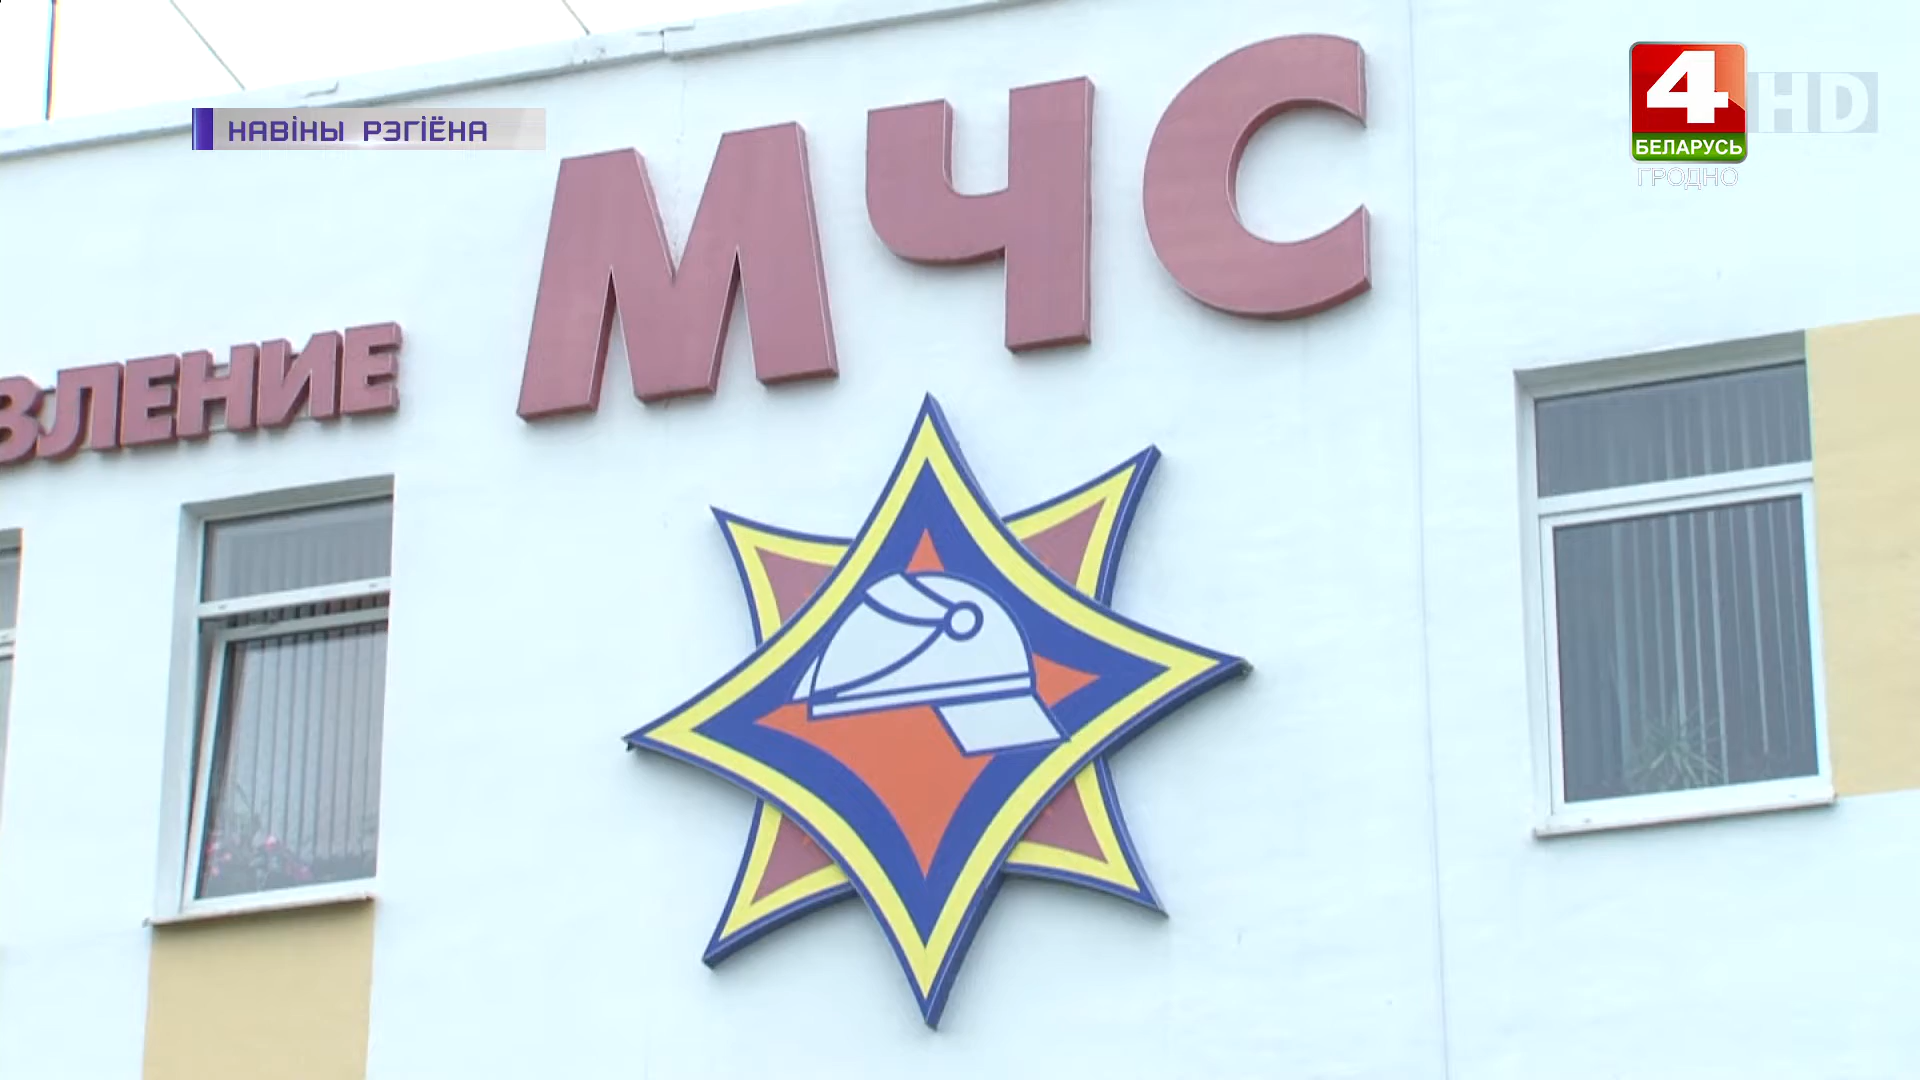 НАВІНЫ РЭГІЁНА
4 HD
БЕЛАРУСЬ
ГРОДНО
МЧС
ВЛЕНИЕ